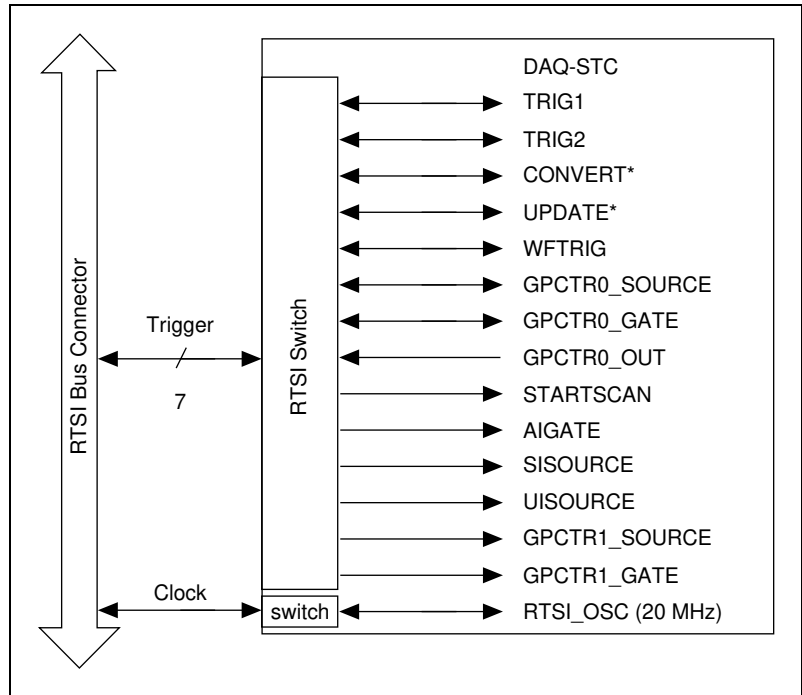 DAQ-STC
TRIG1
TRIG2
CONVERT*
UPDATE*
WFTRIG
GPCTR0_SOURCE
GPCTR0_GATE
GPCTR0_OUT
STARTSCAN
AIGATE
SISOURCE
UISOURCE
GPCTR1_SOURCE
GPCTR1_GATE
RTSI_OSC (20 MHz)
RTSI Bus Connector
Trigger
7
RTSI Switch
Clock
switch